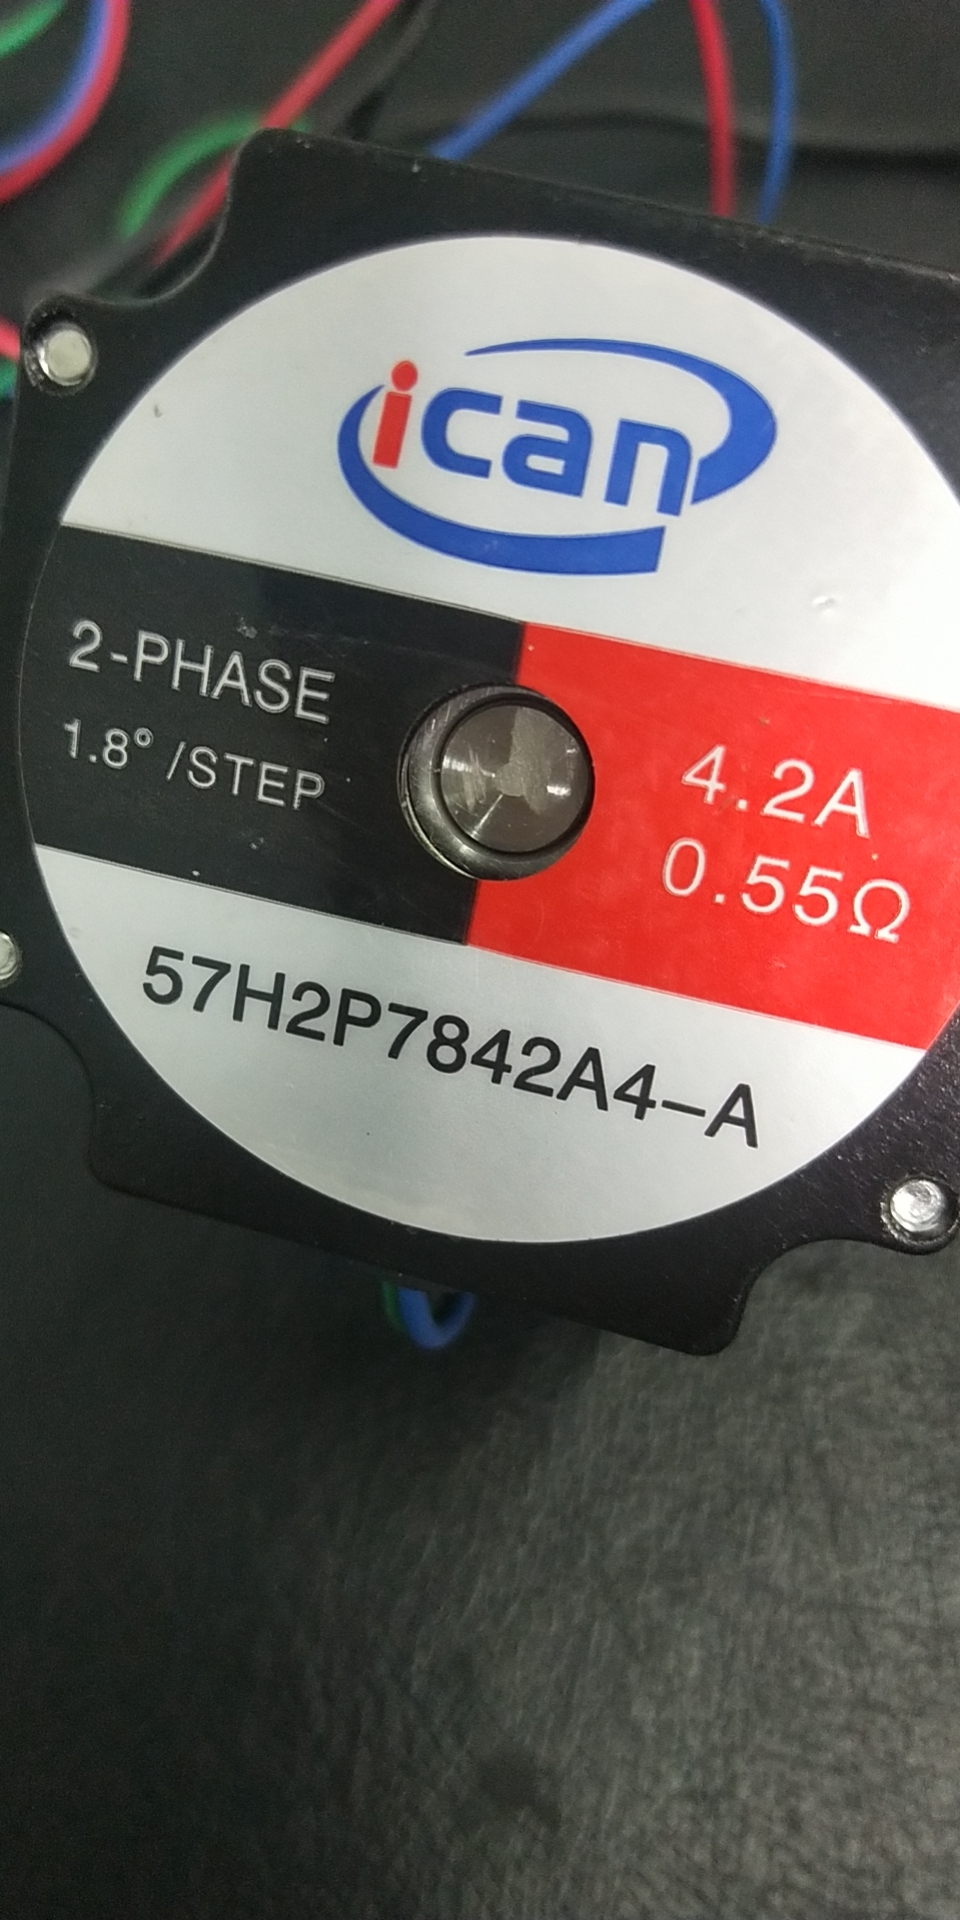 ican
2-PHASE
1.8° /STEP
4.2A
0.55Ω
57H2P7842A4-A